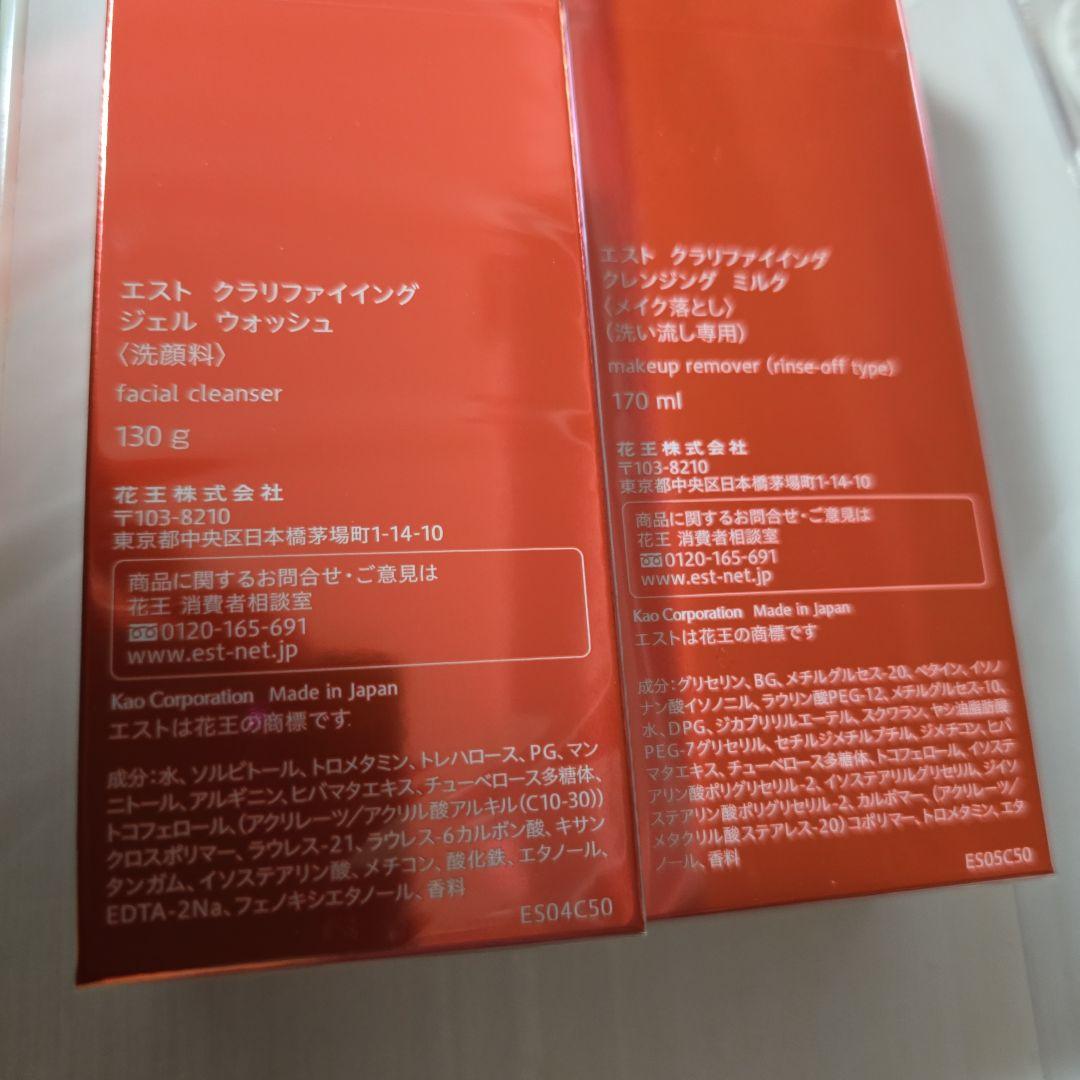 エスト クラリファイイング
ジェル ウォッシュ
〈洗顔料〉
facial cleanser
130 g
花王株式会社
〒103-8210
東京都中央区日本橋茅場町1-14-10
商品に関するお問合せ・ご意見は
花王 消費者相談室
0120-165-691
www.est-net.jp
Kao Corporation Made in Japan
エストは花王の商標です
成分：水、ソルビトール、トロメタミン、トレハロース、PG、マン
ニトール、アルギニン、ヒバマタエキス、チューベロース多糖体、
トコフェロール、(アクリレーツ/アクリル酸アルキル(C10-30))
クロスポリマー、ラウレス-21、ラウレス-6カルボン酸、キサン
タンガム、イソステアリン酸、メチコン、酸化鉄、エタノール、
EDTA-2Na、フェノキシエタノール、香料
ES04C50
エスト クラリファイイング
クレンジング ミルク
〈メイク落とし〉
(洗い流し専用)
makeup remover (rinse-off type)
170 ml
花王株式会社
〒103-8210
東京都中央区日本橋茅場町1-14-10
商品に関するお問合せ・ご意見は
花王 消費者相談室
0120-165-691
www.est-net.jp
Kao Corporation Made in Japan
エストは花王の商標です
成分：グリセリン、BG、メチルグルセス-20、ベタイン、イソノ
ナン酸イソノニル、ラウリン酸PEG-12、メチルグルセス-10、
水、DPG、ジカプリリルエーテル、スクワラン、ヤシ油脂肪酸
PEG-7グリセリル、セチルジメチルブチル、ジメチコン、ヒバ
マタエキス、チューベロース多糖体、トコフェロール、イソステ
アリン酸ポリグリセリル-2、イソステアリルグリセリル、ジイソ
ステアリン酸ポリグリセリル-2、カルボマー、(アクリレーツ/
メタクリル酸ステアレス-20)コポリマー、トロメタミン、エタ
ノール、香料
ES05C50